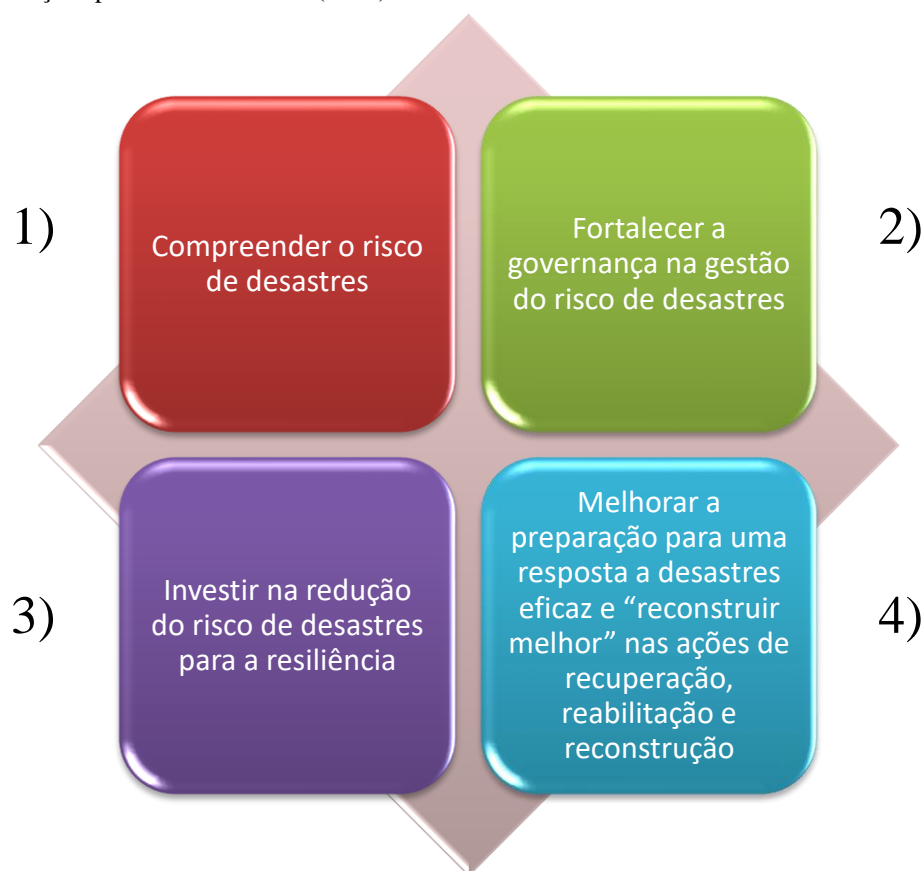 1)
Compreender o risco
de desastres
Fortalecer a
governança na gestão
do risco de desastres
2)
3)
Investir na redução
do risco de desastres
para a resiliência
Melhorar a
preparação para uma
resposta a desastres
eficaz e “reconstruir
melhor” nas ações de
recuperação,
reabilitação e
reconstrução
4)